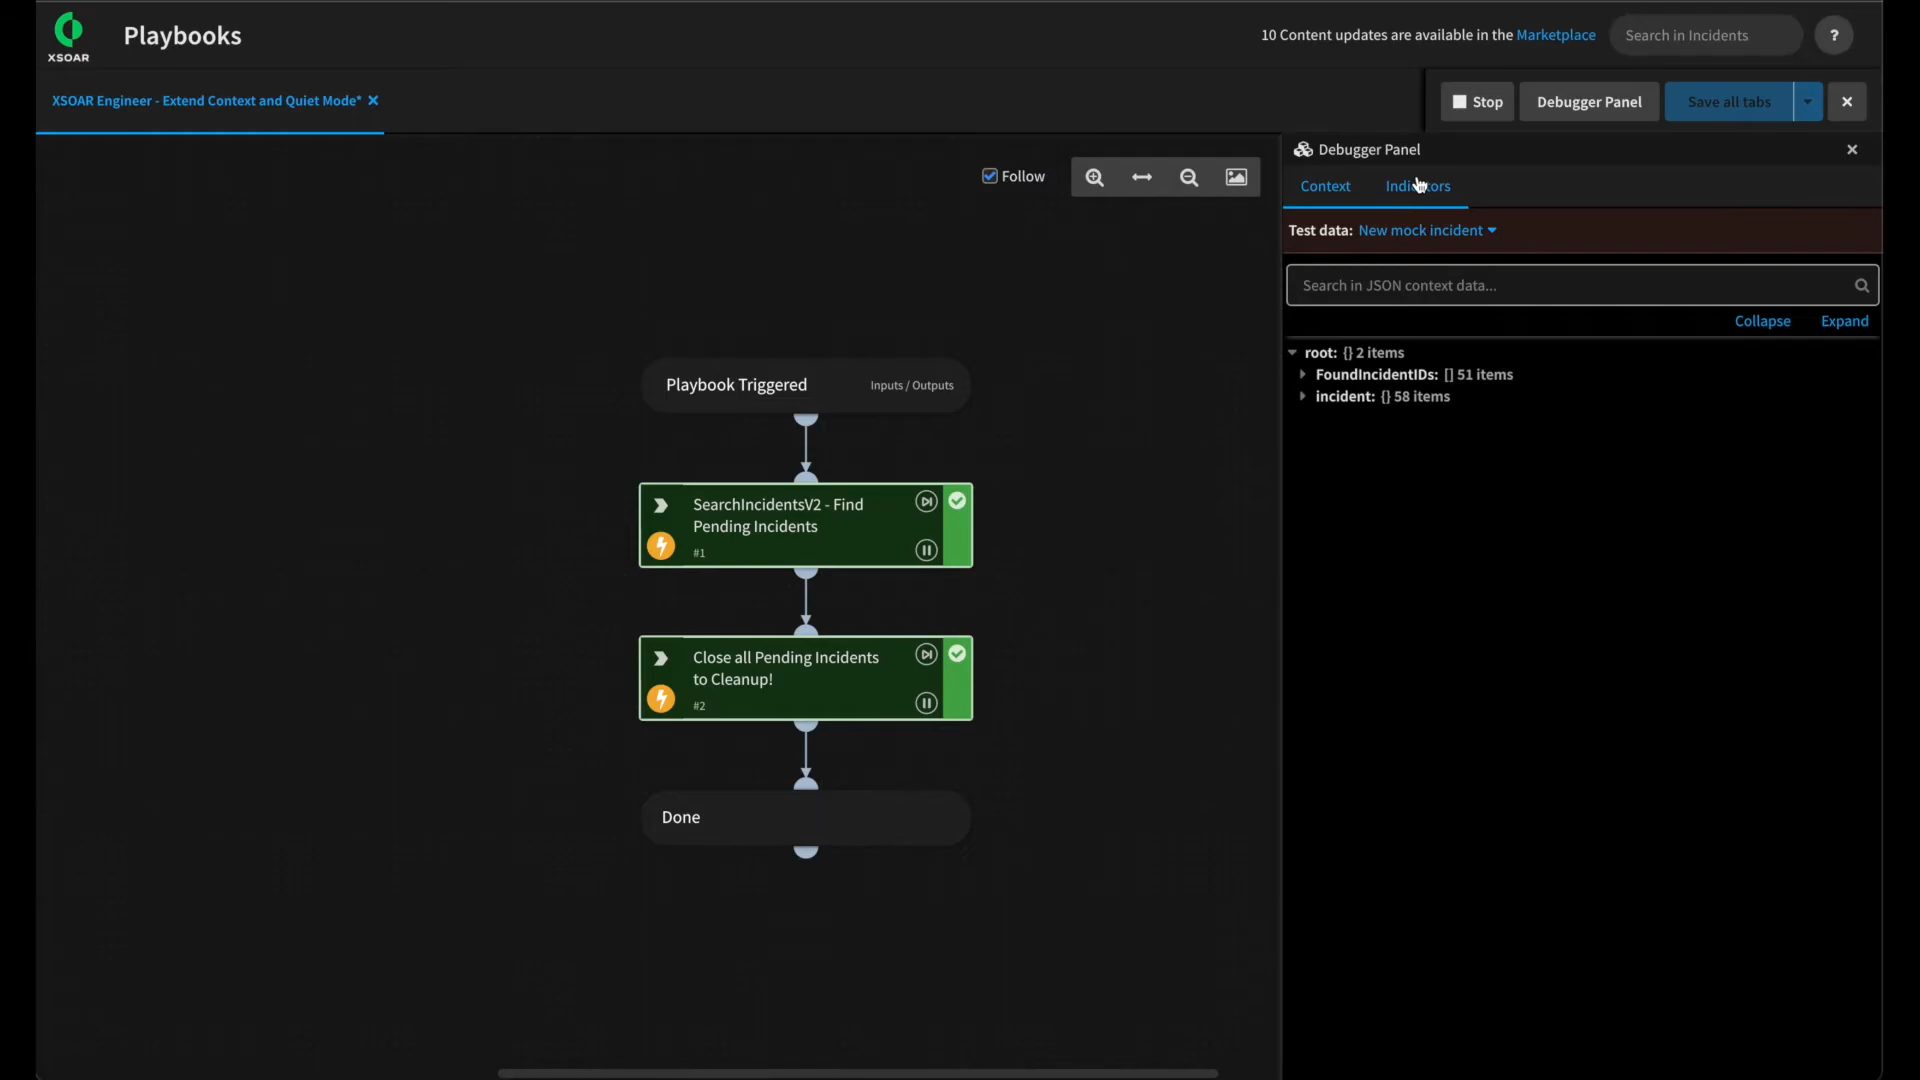 XSOAR
Playbooks
10 Content updates are available in the Marketplace
Search in Incidents
?
XSOAR Engineer - Extend Context and Quiet Mode*
Stop
Debugger Panel
Save all tabs
Debugger Panel
Follow
Context
Indicators
Test data: New mock incident
Search in JSON context data...
Collapse
Expand
root: {} 2 items
FoundIncidentIDs: [] 51 items
incident: {} 58 items
Playbook Triggered
Inputs / Outputs
SearchIncidentsV2 - Find
Pending Incidents
#1
Close all Pending Incidents
to Cleanup!
#2
Done